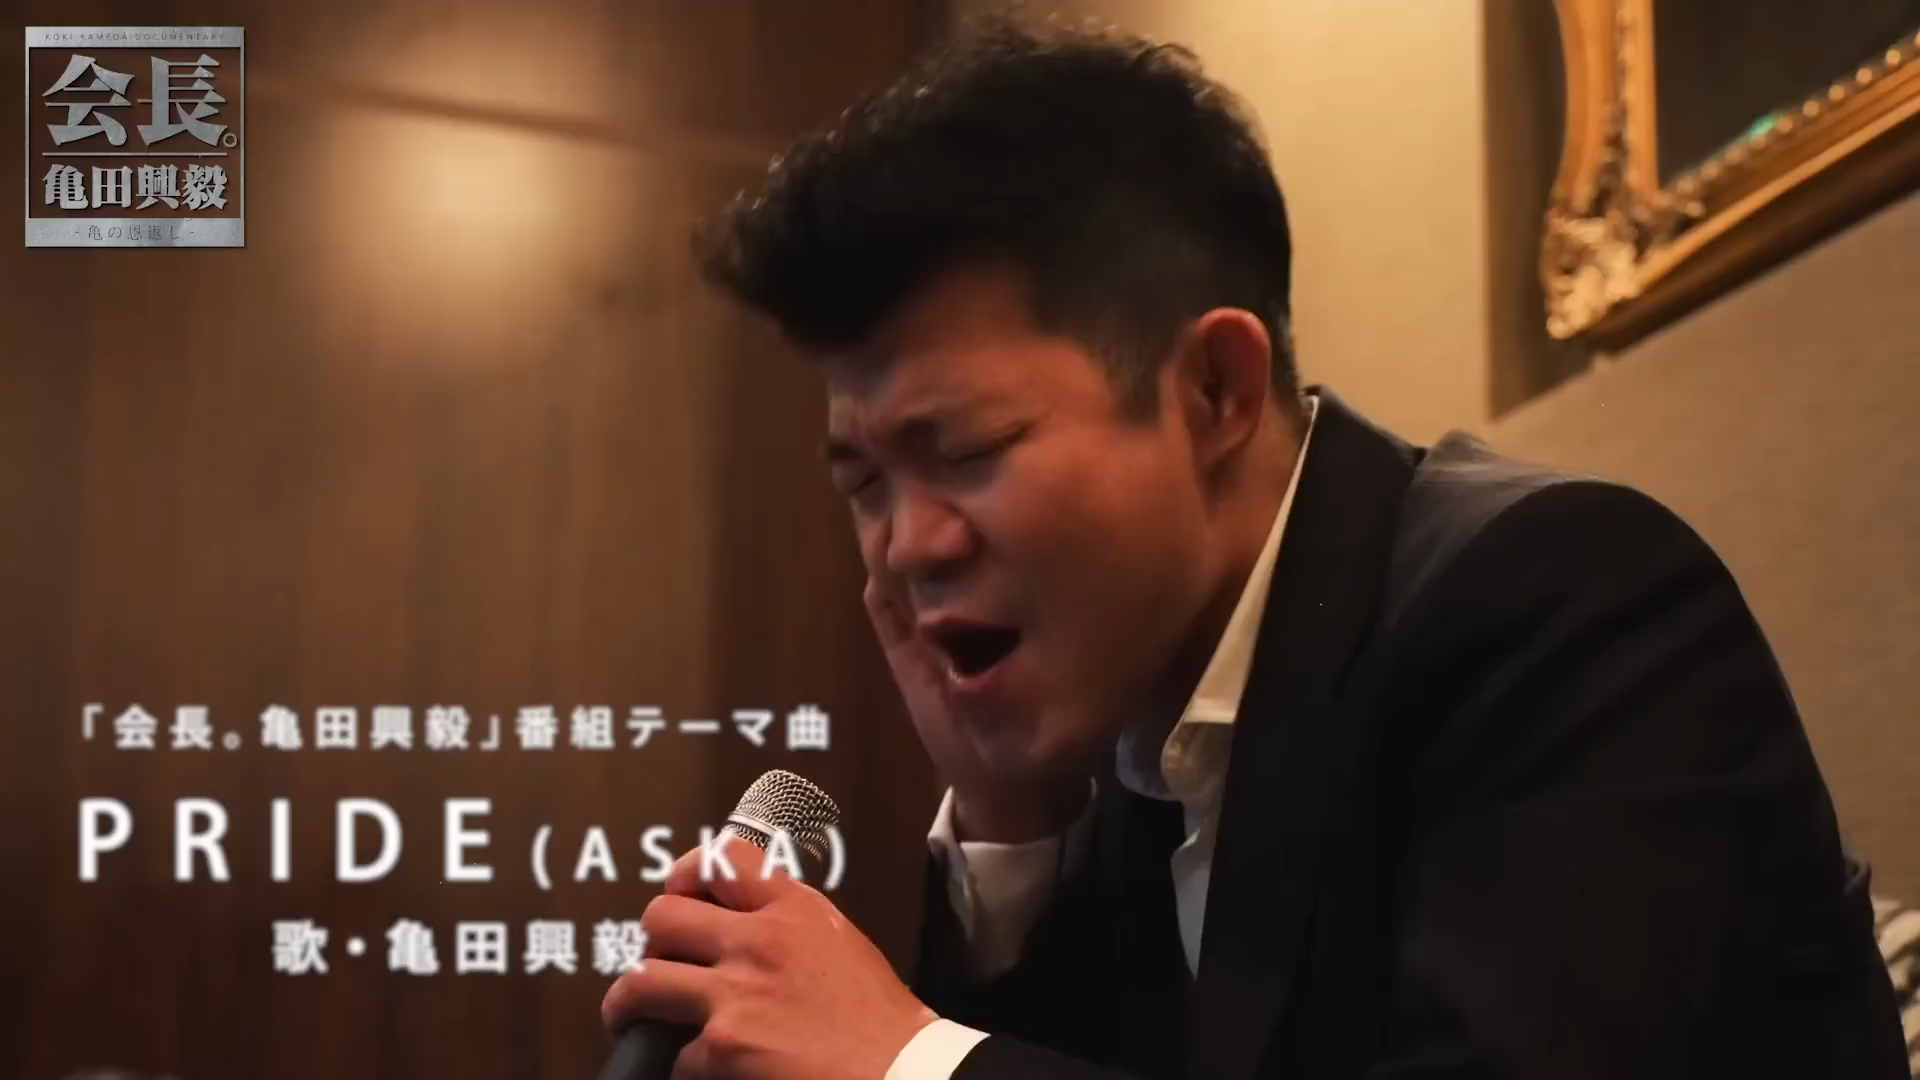 KOKI KAMEDA DOCUMENTARY
会長。
亀田興毅
-亀の恩返し-
「会長。亀田興毅」番組テーマ曲
PRIDE (ASKA)
歌・亀田興毅